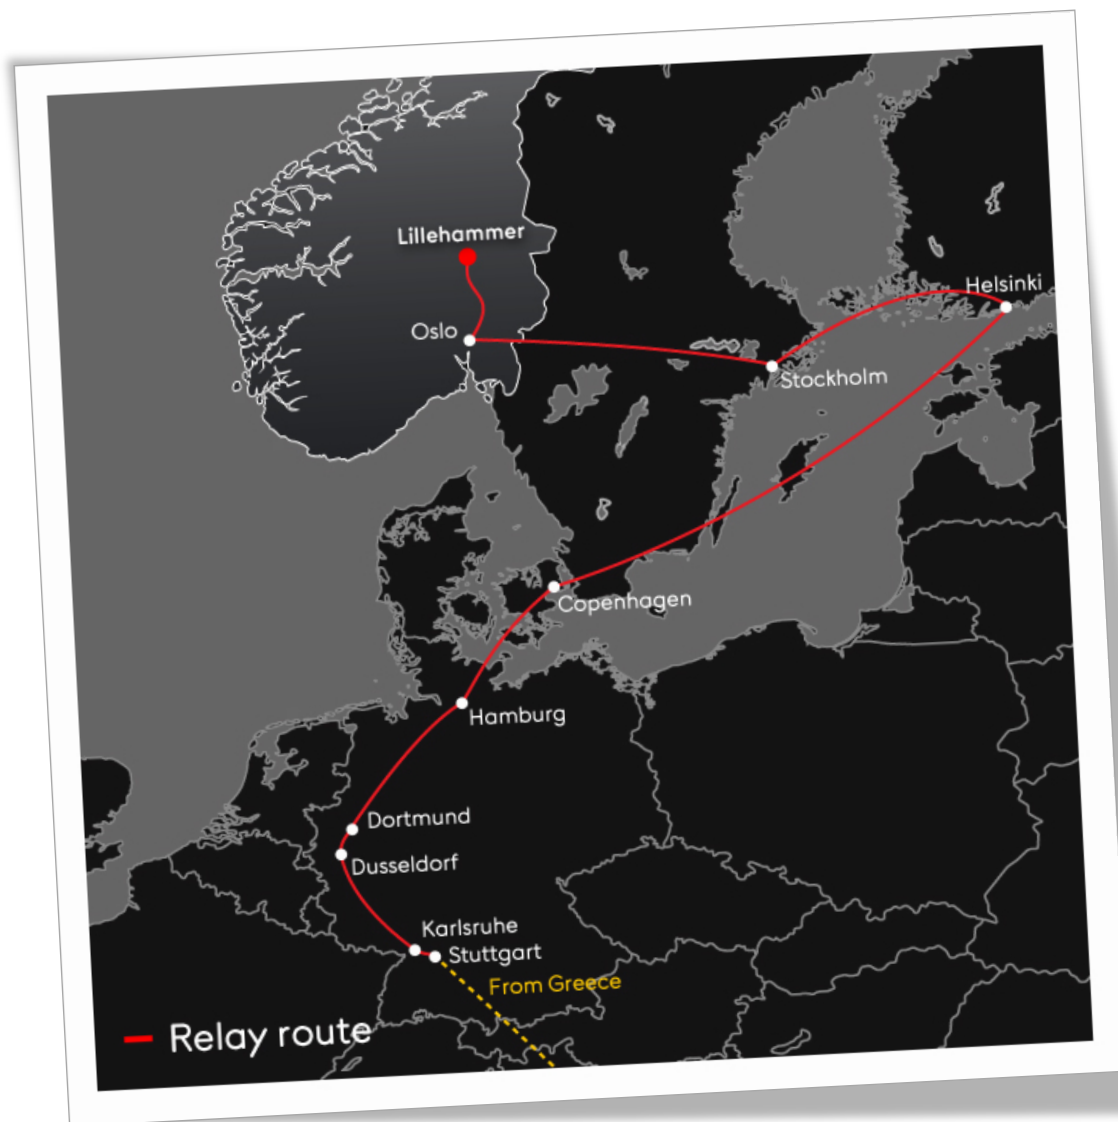 Lillehammer
Helsinki
Oslo
Stockholm
Copenhagen
Hamburg
Dortmund
Dusseldorf
Karlsruhe
Stuttgart
From Greece
Relay route